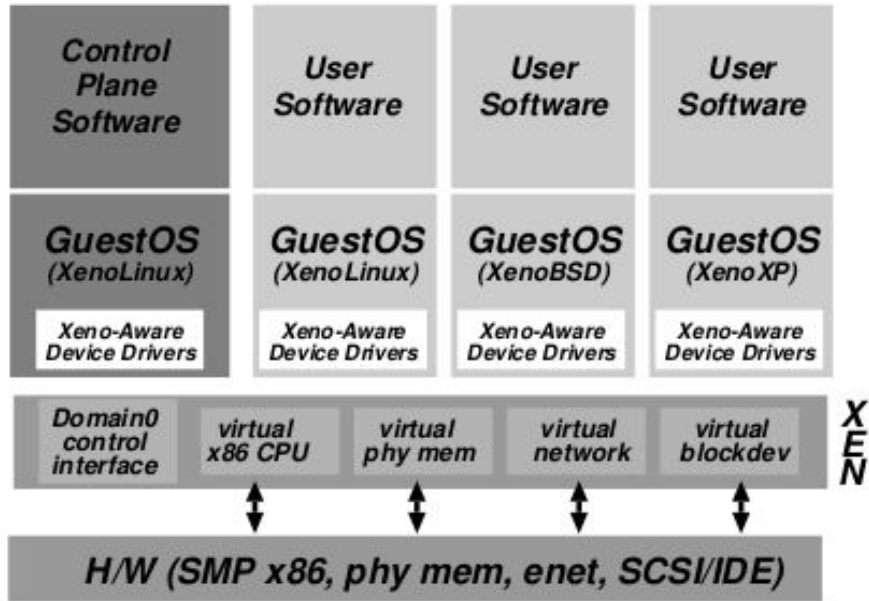 Control
Plane
Software
User
Software
User
Software
User
Software
GuestOS
(XenoLinux)
Xeno-Aware
Device Drivers
GuestOS
(XenoLinux)
Xeno-Aware
Device Drivers
GuestOS
(XenoBSD)
Xeno-Aware
Device Drivers
GuestOS
(XenoXP)
Xeno-Aware
Device Drivers
Domain0
control
interface
virtual
x86 CPU
virtual
phy mem
virtual
network
virtual
blockdev
X
E
N
H/W (SMP x86, phy mem, enet, SCSI/IDE)